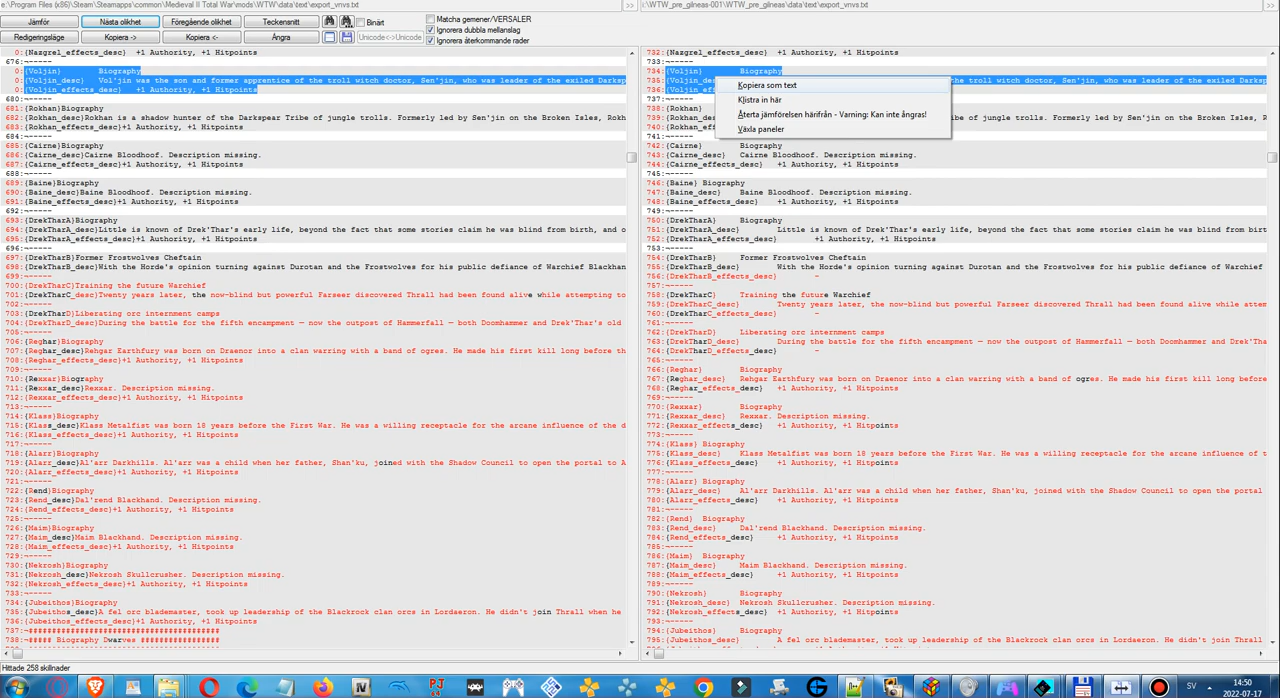 e:\Program Files (x86)\Steam\Steamapps\common\Medieval II Total War\mods\WTW\data\text\export_vnvs.txt >> i:\WTW_pre_gilneas-001\WTW_pre_gilneas\data\text\export_vnvs.txt >>
Jämför Nästa olikhet Föregående olikhet Teckensnitt Binärt Matcha gemener/VERSALER
Redigeringsläge Kopiera -> Kopiera <- Ångra Unicode<->Unicode Ignorera dubbla mellanslag
Ignorera återkommande rader
{Nazgrel_effects_desc} +1 Authority, +1 Hitpoints
676:¬-----
0:{Voljin} Biography
0:{Voljin_desc} Vol'jin was the son and former apprentice of the troll witch doctor, Sen'jin, who was leader of the exiled Darksp
0:{Voljin_effects_desc} +1 Authority, +1 Hitpoints
680:¬-----
681:{Rokhan}Biography
682:{Rokhan_desc}Rokhan is a shadow hunter of the Darkspear Tribe of jungle trolls. Formerly led by Sen'jin on the Broken Isles, Rokh
683:{Rokhan_effects_desc}+1 Authority, +1 Hitpoints
684:¬-----
685:{Cairne}Biography
686:{Cairne_desc}Cairne Bloodhoof. Description missing.
687:{Cairne_effects_desc}+1 Authority, +1 Hitpoints
688:¬-----
689:{Baine}Biography
690:{Baine_desc}Baine Bloodhoof. Description missing.
691:{Baine_effects_desc}+1 Authority, +1 Hitpoints
692:¬-----
693:{DrekTharA}Biography
694:{DrekTharA_desc}Little is known of Drek'Thar's early life, beyond the fact that some stories claim he was blind from birth, and o
695:{DrekTharA_effects_desc}+1 Authority, +1 Hitpoints
696:¬-----
697:{DrekTharB}Former Frostwolves Cheftain
698:{DrekTharB_desc}With the Horde's opinion turning against Durotan and the Frostwolves for his public defiance of Warchief Blackhan
699:¬-----
700:{DrekTharC}Training the future Warchief
701:{DrekTharC_desc}Twenty years later, the now-blind but powerful Farseer discovered Thrall had been found alive while attempting to
702:¬-----
703:{DrekTharD}Liberating orc internment camps
704:{DrekTharD_desc}During the battle for the fifth encampment — now the outpost of Hammerfall — both Doomhammer and Drek'Thar's old
705:¬-----
706:{Reghar}Biography
707:{Reghar_desc}Rehgar Earthfury was born on Draenor into a clan warring with a band of ogres. He made his first kill long before th
708:{Reghar_effects_desc}+1 Authority, +1 Hitpoints
709:¬-----
710:{Rexxar}Biography
711:{Rexxar_desc}Rexxar. Description missing.
712:{Rexxar_effects_desc}+1 Authority, +1 Hitpoints
713:¬-----
714:{Klass}Biography
715:{Klass_desc}Klass Metalfist was born 18 years before the First War. He was a willing receptacle for the arcane influence of the d
716:{Klass_effects_desc}+1 Authority, +1 Hitpoints
717:¬-----
718:{Alarr}Biography
719:{Alarr_desc}Al'arr Darkhills. Al'arr was a child when her father, Shan'ku, joined with the Shadow Council to open the portal to A
720:{Alarr_effects_desc}+1 Authority, +1 Hitpoints
721:¬-----
722:{Rend}Biography
723:{Rend_desc}Dal'rend Blackhand. Description missing.
724:{Rend_effects_desc}+1 Authority, +1 Hitpoints
725:¬-----
726:{Maim}Biography
727:{Maim_desc}Maim Blackhand. Description missing.
728:{Maim_effects_desc}+1 Authority, +1 Hitpoints
729:¬-----
730:{Nekrosh}Biography
731:{Nekrosh_desc}Nekrosh Skullcrusher. Description missing.
732:{Nekrosh_effects_desc}+1 Authority, +1 Hitpoints
733:¬-----
734:{Jubeithos}Biography
735:{Jubeithos_desc}A fel orc blademaster, took up leadership of the Blackrock clan orcs in Lordaeron. He didn't join Thrall when he
736:{Jubeithos_effects_desc}+1 Authority, +1 Hitpoints
738:¬##### Biography Dwarves #################
732:{Nazgrel_effects_desc} +1 Authority, +1 Hitpoints
733:¬-----
734:{Voljin} Biography
735:{Voljin_de the troll witch doctor, Sen'jin, who was leader of the exiled Darksp
736:{Voljin_ef
737:¬-----
738:{Rokhan}
739:{Rokhan_de be of jungle trolls. Formerly led by Sen'jin on the Broken Isles, R
740:{Rokhan_ef
741:¬-----
Kopiera som text
Klistra in här
Återta jämförelsen härifrån - Varning: Kan inte ångras!
Växla paneler
742:{Cairne} Biography
743:{Cairne_desc} Cairne Bloodhoof. Description missing.
744:{Cairne_effects_desc} +1 Authority, +1 Hitpoints
745:¬-----
746:{Baine} Biography
747:{Baine_desc} Baine Bloodhoof. Description missing.
748:{Baine_effects_desc} +1 Authority, +1 Hitpoints
749:¬-----
750:{DrekTharA} Biography
751:{DrekTharA_desc} Little is known of Drek'Thar's early life, beyond the fact that some stories claim he was blind from birt
752:{DrekTharA_effects_desc} +1 Authority, +1 Hitpoints
753:¬-----
754:{DrekTharB} Former Frostwolves Cheftain
755:{DrekTharB_desc} With the Horde's opinion turning against Durotan and the Frostwolves for his public defiance of Warchief
756:{DrekTharB_effects_desc} -
757:¬-----
758:{DrekTharC} Training the future Warchief
759:{DrekTharC_desc} Twenty years later, the now-blind but powerful Farseer discovered Thrall had been found alive while attem
760:{DrekTharC_effects_desc} -
761:¬-----
762:{DrekTharD} Liberating orc internment camps
763:{DrekTharD_desc} During the battle for the fifth encampment — now the outpost of Hammerfall — both Doomhammer and Drek'Tha
764:{DrekTharD_effects_desc} -
765:¬-----
766:{Reghar} Biography
767:{Reghar_desc} Rehgar Earthfury was born on Draenor into a clan warring with a band of ogres. He made his first kill long before
768:{Reghar_effects_desc} +1 Authority, +1 Hitpoints
769:¬-----
770:{Rexxar} Biography
771:{Rexxar_desc} Rexxar. Description missing.
772:{Rexxar_effects_desc} +1 Authority, +1 Hitpoints
773:¬-----
774:{Klass} Biography
775:{Klass_desc} Klass Metalfist was born 18 years before the First War. He was a willing receptacle for the arcane influence of t
776:{Klass_effects_desc} +1 Authority, +1 Hitpoints
777:¬-----
778:{Alarr} Biography
779:{Alarr_desc} Al'arr Darkhills. Al'arr was a child when her father, Shan'ku, joined with the Shadow Council to open the portal
780:{Alarr_effects_desc} +1 Authority, +1 Hitpoints
781:¬-----
782:{Rend} Biography
783:{Rend_desc} Dal'rend Blackhand. Description missing.
784:{Rend_effects_desc} +1 Authority, +1 Hitpoints
785:¬-----
786:{Maim} Biography
787:{Maim_desc} Maim Blackhand. Description missing.
788:{Maim_effects_desc} +1 Authority, +1 Hitpoints
789:¬-----
790:{Nekrosh} Biography
791:{Nekrosh_desc} Nekrosh Skullcrusher. Description missing.
792:{Nekrosh_effects_desc} +1 Authority, +1 Hitpoints
793:¬-----
794:{Jubeithos} Biography
795:{Jubeithos_desc} A fel orc blademaster, took up leadership of the Blackrock clan orcs in Lordaeron. He didn't join Thrall
Hittade 258 skillnader
SV 14:50
2022-07-17